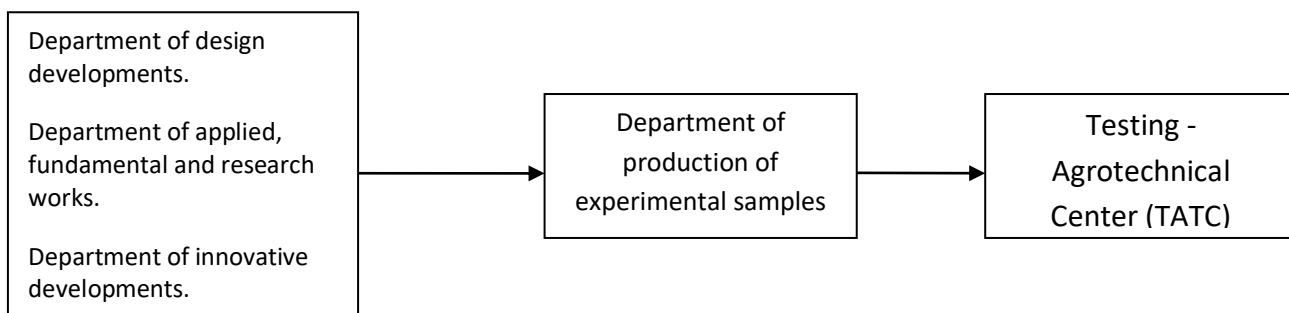 Department of design
developments.
Department of applied,
fundamental and research
works.
Department of innovative
developments.
Department of
production of
experimental samples
Testing -
Agrotechnical
Center (TATC)